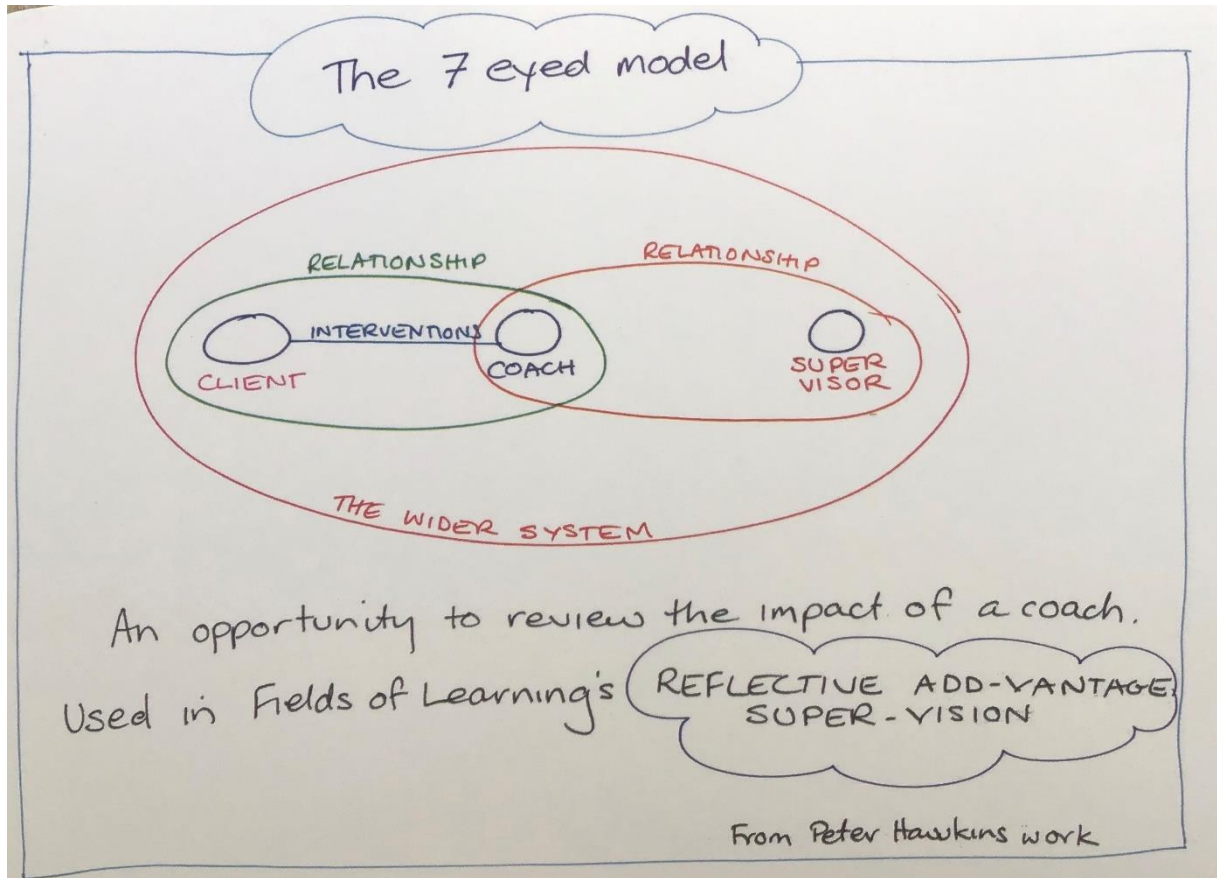 The 7 eyed model
RELATIONSHIP
RELATIONSHIP
INTERVENTIONS
CLIENT
COACH
SUPER
VISOR
THE WIDER SYSTEM
An opportunity to review the impact of a coach.
Used in Fields of Learning's REFLECTIVE ADD-VANTAGE
SUPER-VISION
From Peter Hawkins work